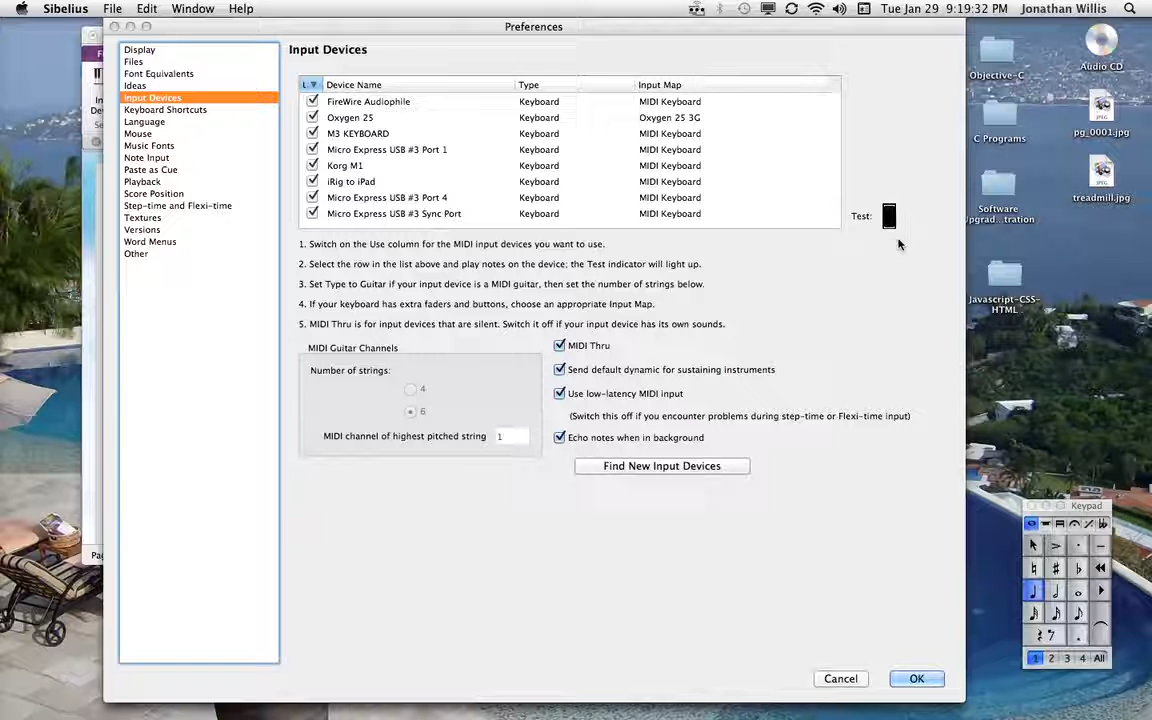 Sibelius File Edit Window Help Tue Jan 29 9:19:32 PM Jonathan Willis
Preferences
Display
Files
Font Equivalents
Ideas
Input Devices
Keyboard Shortcuts
Language
Mouse
Music Fonts
Note Input
Paste as Cue
Playback
Score Position
Step-time and Flexi-time
Textures
Versions
Word Menus
Other
Input Devices
Device Name Type Input Map
FireWire Audiophile Keyboard MIDI Keyboard
Oxygen 25 Keyboard Oxygen 25 3G
M3 KEYBOARD Keyboard MIDI Keyboard
Micro Express USB #3 Port 1 Keyboard MIDI Keyboard
Korg M1 Keyboard MIDI Keyboard
iRig to iPad Keyboard MIDI Keyboard
Micro Express USB #3 Port 4 Keyboard MIDI Keyboard
Micro Express USB #3 Sync Port Keyboard MIDI Keyboard
Test:
1. Switch on the Use column for the MIDI input devices you want to use.
2. Select the row in the list above and play notes on the device; the Test indicator will light up.
3. Set Type to Guitar if your input device is a MIDI guitar, then set the number of strings below.
4. If your keyboard has extra faders and buttons, choose an appropriate Input Map.
5. MIDI Thru is for input devices that are silent. Switch it off if your input device has its own sounds.
MIDI Guitar Channels
Number of strings:
4
6
MIDI channel of highest pitched string 1
MIDI Thru
Send default dynamic for sustaining instruments
Use low-latency MIDI input
(Switch this off if you encounter problems during step-time or Flexi-time input)
Echo notes when in background
Find New Input Devices
Cancel OK
Objective-C
Audio CD
C Programs
pg_0001.jpg
Software
Upgrad...tration
treadmill.jpg
Javascript-CSS-
HTML
Keypad
1 2 3 4 All